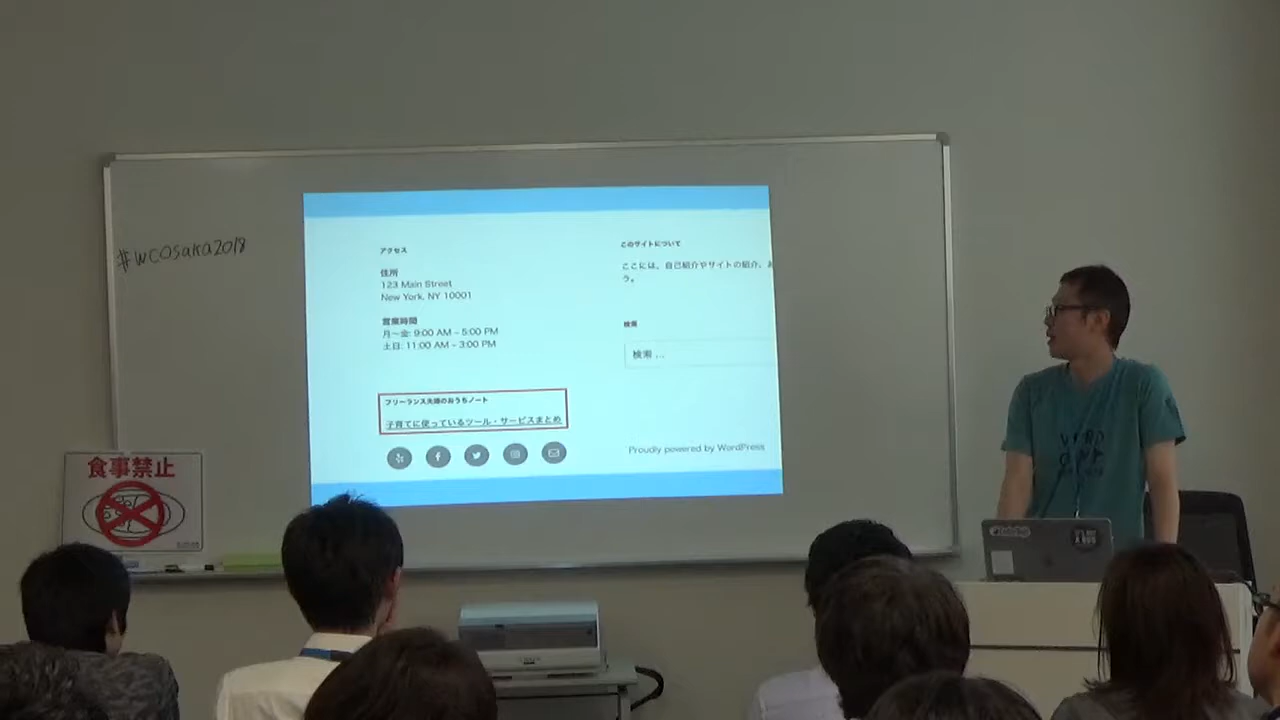 #WCOsaka2018
アクセス
住所
123 Main Street
New York, NY 10001
営業時間
月—金: 9:00 AM – 5:00 PM
土日: 11:00 AM – 3:00 PM
フリーランス夫婦のおうちノート
子育てに使っているツール・サービスまとめ
このサイトについて
ここには、自己紹介やサイトの紹介、あ
う。
検索
検索 …
Proudly powered by WordPress
食事禁止